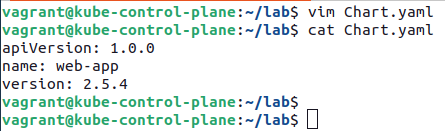 vagrant@kube-control-plane:~/lab$ vim Chart.yaml
vagrant@kube-control-plane:~/lab$ cat Chart.yaml
apiVersion: 1.0.0
name: web-app
version: 2.5.4
vagrant@kube-control-plane:~/lab$
vagrant@kube-control-plane:~/lab$